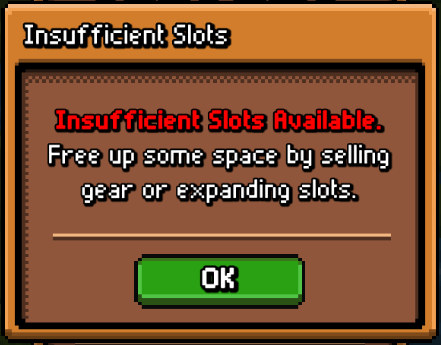 Insufficient Slots
Insufficient Slots Available.
Free up some space by selling
gear or expanding slots.
OK